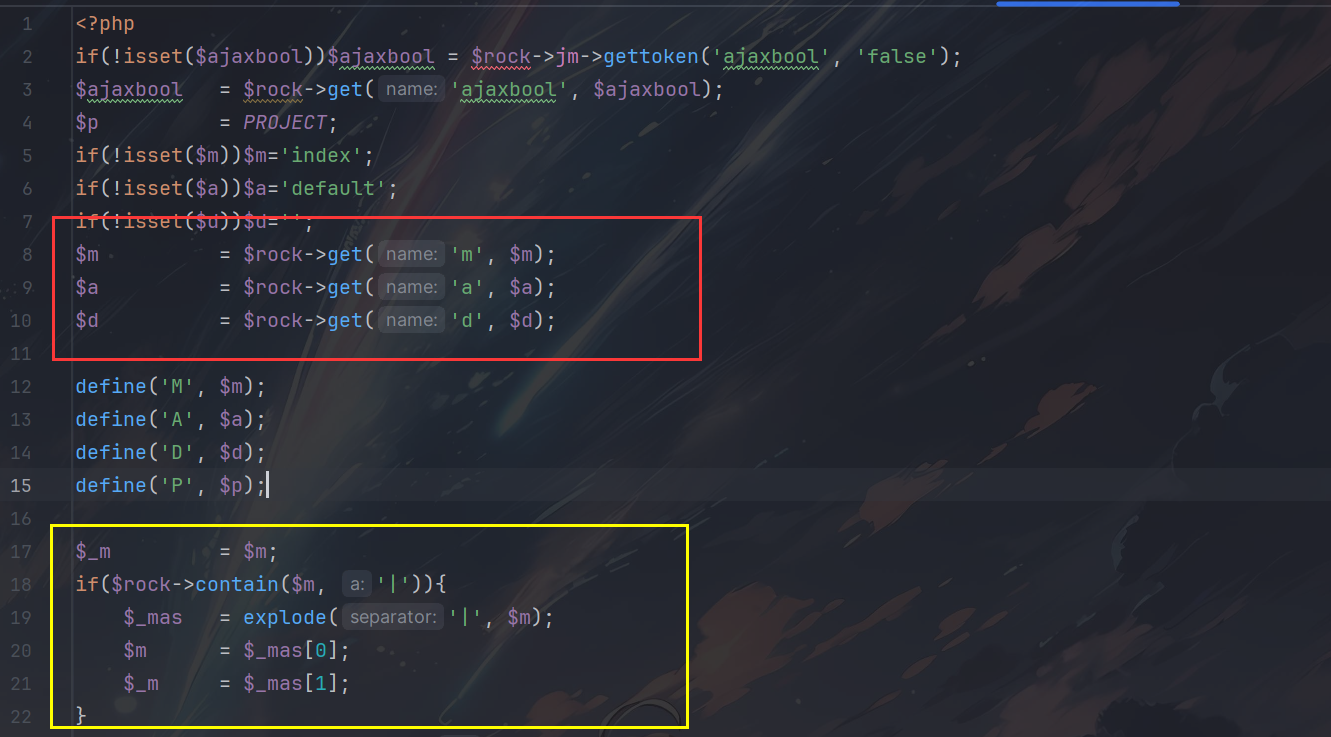 1 <?php
2 if(!isset($ajaxbool))$ajaxbool = $rock->jm->gettoken('ajaxbool', 'false');
3 $ajaxbool = $rock->get( name: 'ajaxbool', $ajaxbool);
4 $p = PROJECT;
5 if(!isset($m))$m='index';
6 if(!isset($a))$a='default';
7 if(!isset($d))$d='';
8 $m = $rock->get( name: 'm', $m);
9 $a = $rock->get( name: 'a', $a);
10 $d = $rock->get( name: 'd', $d);
11
12 define('M', $m);
13 define('A', $a);
14 define('D', $d);
15 define('P', $p);
16
17 $_m = $m;
18 if($rock->contain($m, a: '|')){
19 $_mas = explode( separator: '|', $m);
20 $m = $_mas[0];
21 $_m = $_mas[1];
22 }